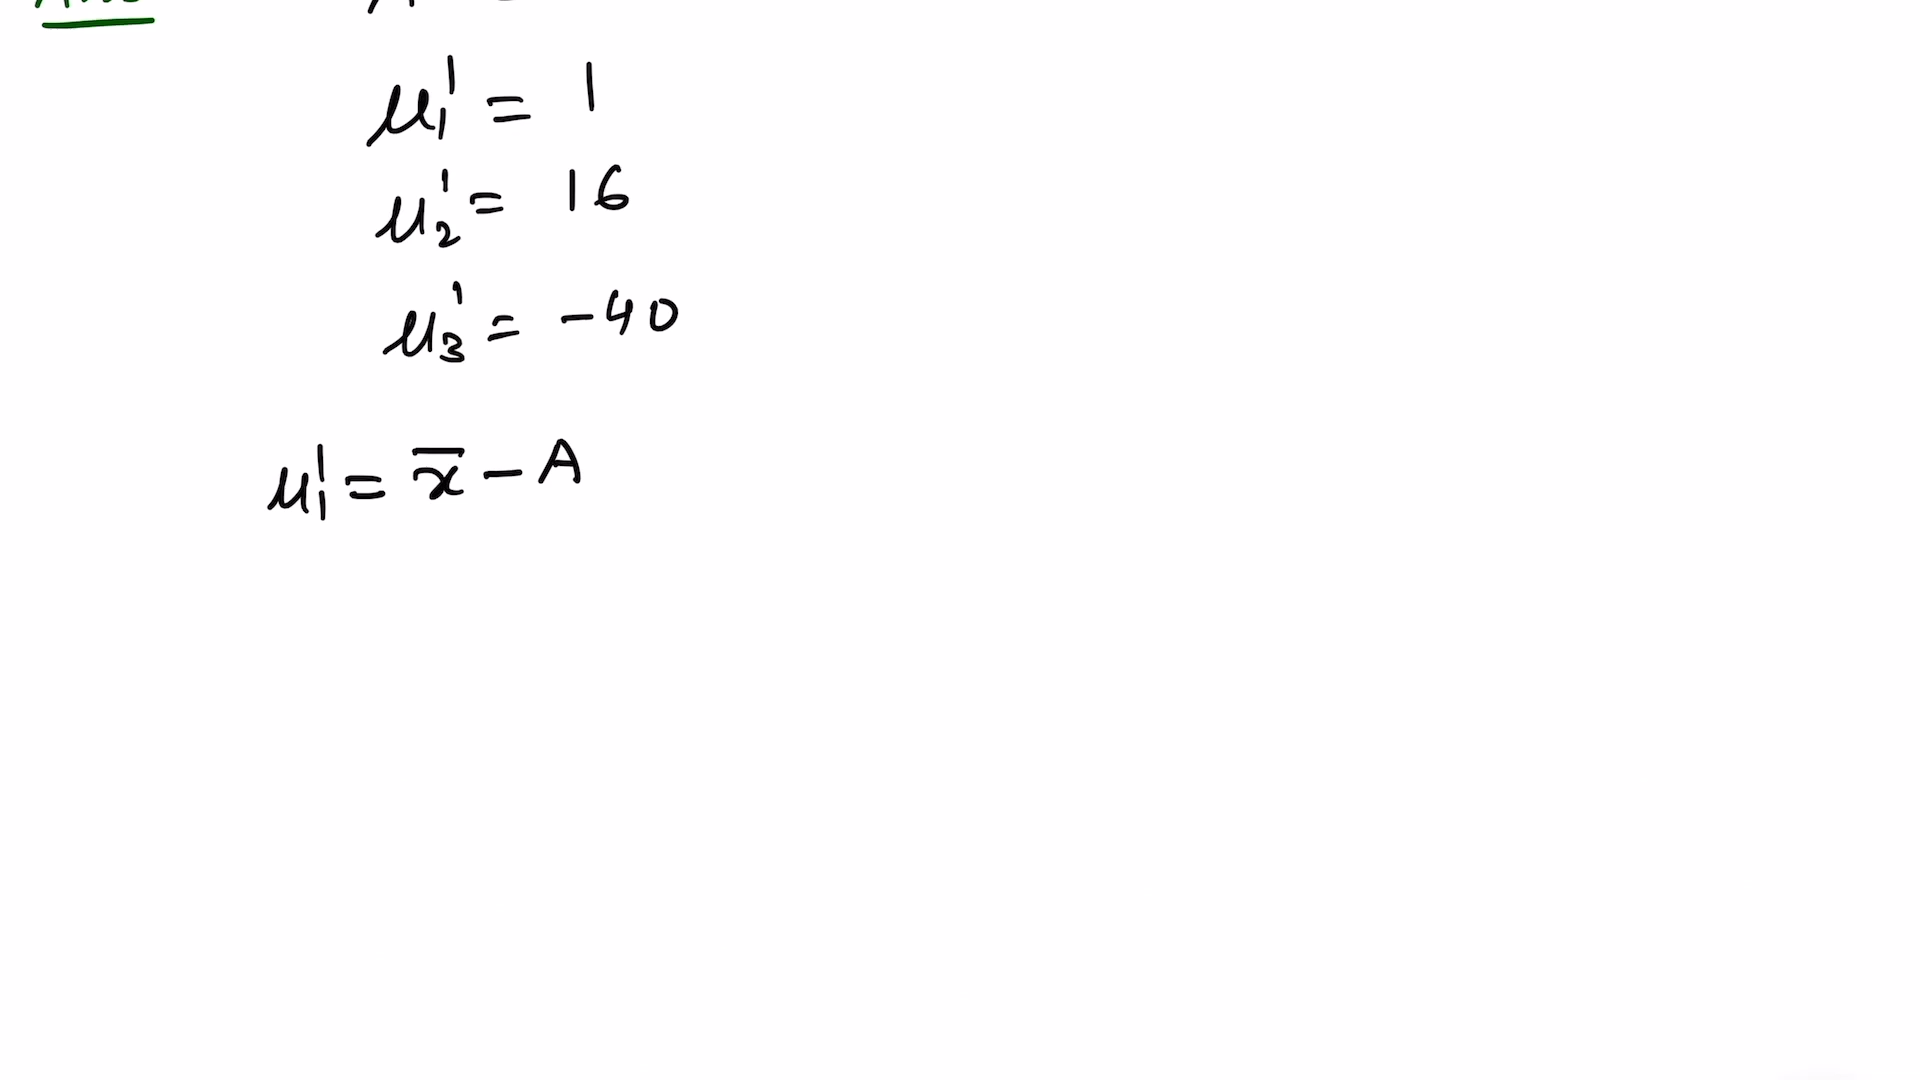 μ₁' = 1
μ₂' = 16
μ₃' = -40
μ₁' = x̄ - A